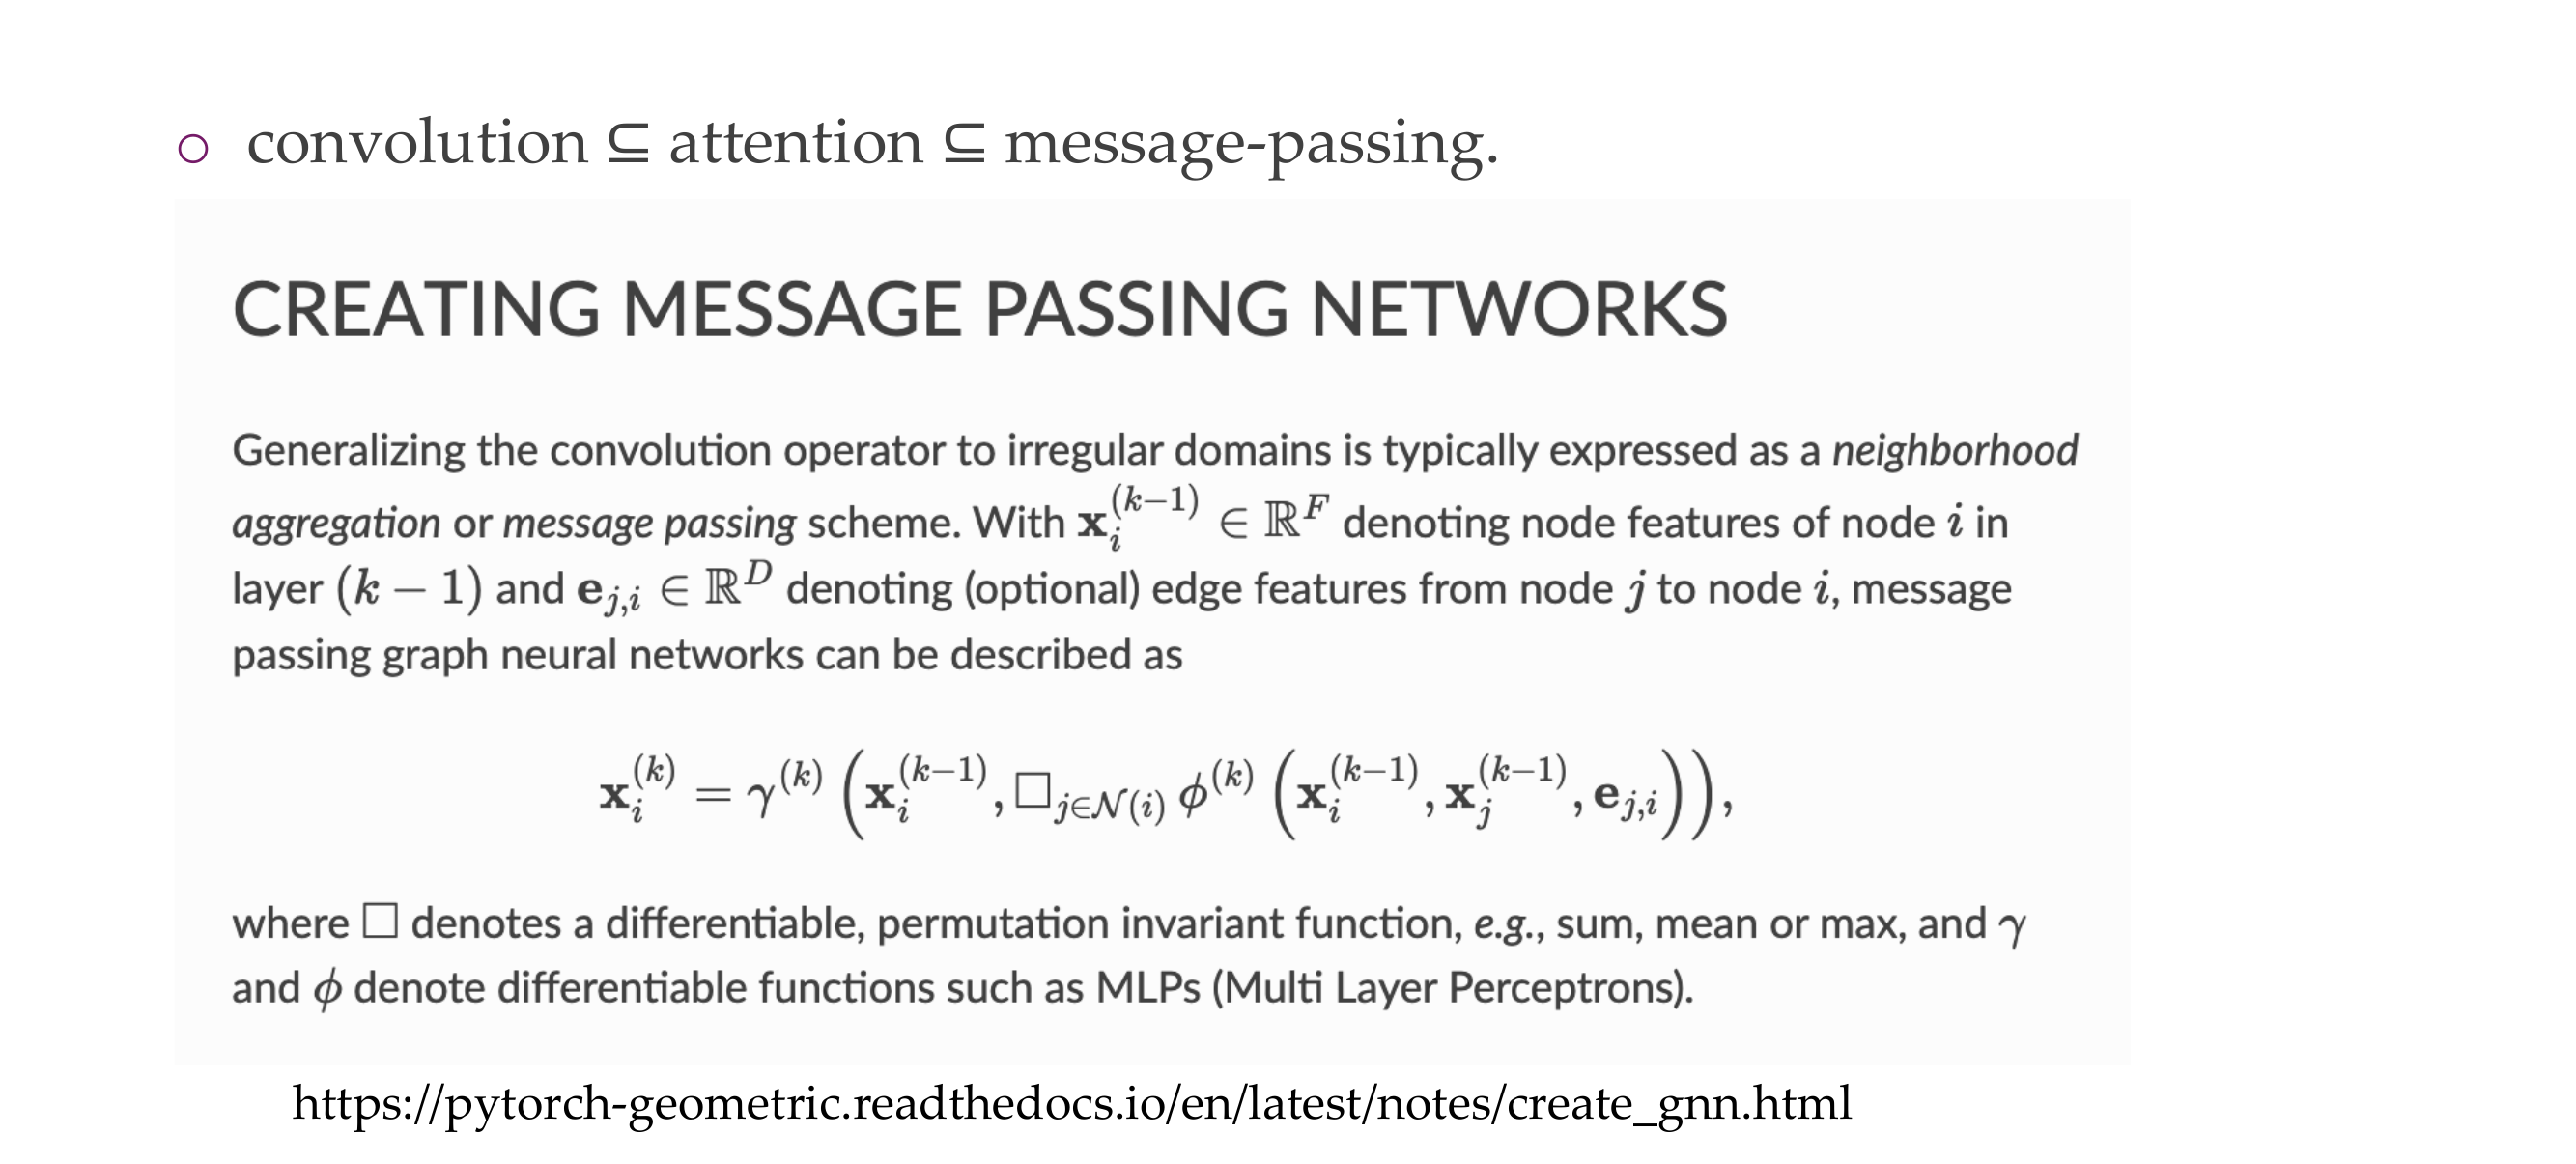 ○ convolution ⊆ attention ⊆ message-passing.
CREATING MESSAGE PASSING NETWORKS
Generalizing the convolution operator to irregular domains is typically expressed as a neighborhood
aggregation or message passing scheme. With $\mathbf{x}_i^{(k-1)} \in \mathbb{R}^F$ denoting node features of node $i$ in
layer $(k-1)$ and $\mathbf{e}_{j,i} \in \mathbb{R}^D$ denoting (optional) edge features from node $j$ to node $i$, message
passing graph neural networks can be described as
$\mathbf{x}_i^{(k)} = \gamma^{(k)} \left( \mathbf{x}_i^{(k-1)}, \square_{j \in \mathcal{N}(i)} \phi^{(k)} \left( \mathbf{x}_i^{(k-1)}, \mathbf{x}_j^{(k-1)}, \mathbf{e}_{j,i} \right) \right),$
where $\square$ denotes a differentiable, permutation invariant function, e.g., sum, mean or max, and $\gamma$
and $\phi$ denote differentiable functions such as MLPs (Multi Layer Perceptrons).
https://pytorch-geometric.readthedocs.io/en/latest/notes/create_gnn.html